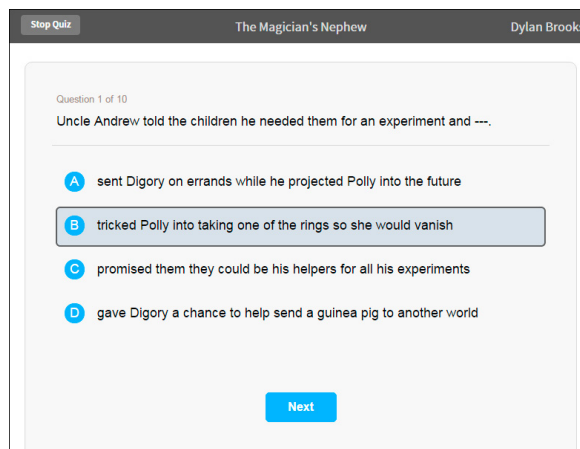 Stop Quiz The Magician's Nephew Dylan Brook
Question 1 of 10
Uncle Andrew told the children he needed them for an experiment and ---.
A sent Digory on errands while he projected Polly into the future
B tricked Polly into taking one of the rings so she would vanish
C promised them they could be his helpers for all his experiments
D gave Digory a chance to help send a guinea pig to another world
Next